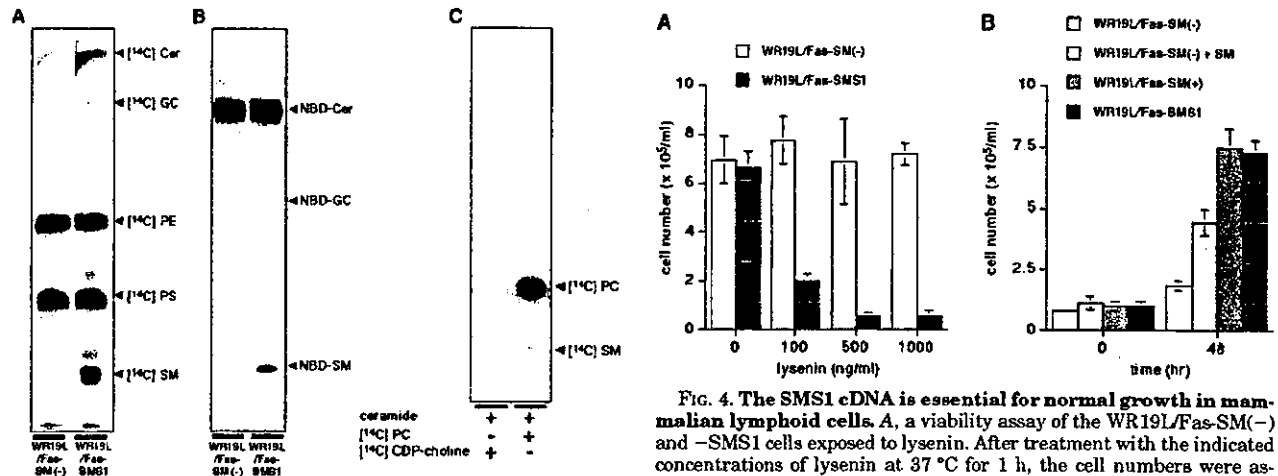 A
[¹⁴C] Cer
[¹⁴C] GC
[¹⁴C] PE
[¹⁴C] PS
[¹⁴C] SM
WR19L /Fas- SM(-)
WR19L /Fas- SMS1
B
NBD-Cer
NBD-GC
NBD-SM
WR19L /Fas- SM(-)
WR19L /Fas- SMS1
C
[¹⁴C] PC
[¹⁴C] SM
ceramide + +
[¹⁴C] PC - +
[¹⁴C] CDP-choline + -
A
WR19L/Fas-SM(-)
WR19L/Fas-SMS1
cell number (x 10⁵/ml)
10
8
6
4
2
0
0 100 500 1000
lysenin (ng/ml)
B
WR19L/Fas-SM(-)
WR19L/Fas-SM(-) + SM
WR19L/Fas-SM(+)
WR19L/Fas-SMS1
cell number (x 10⁵/ml)
10
7.5
5
2.5
0
0 48
time (hr)
FIG. 4. The SMS1 cDNA is essential for normal growth in mam-
malian lymphoid cells. A, a viability assay of the WR19L/Fas-SM(−)
and −SMS1 cells exposed to lysenin. After treatment with the indicated
concentrations of lysenin at 37 °C for 1 h, the cell numbers were as-